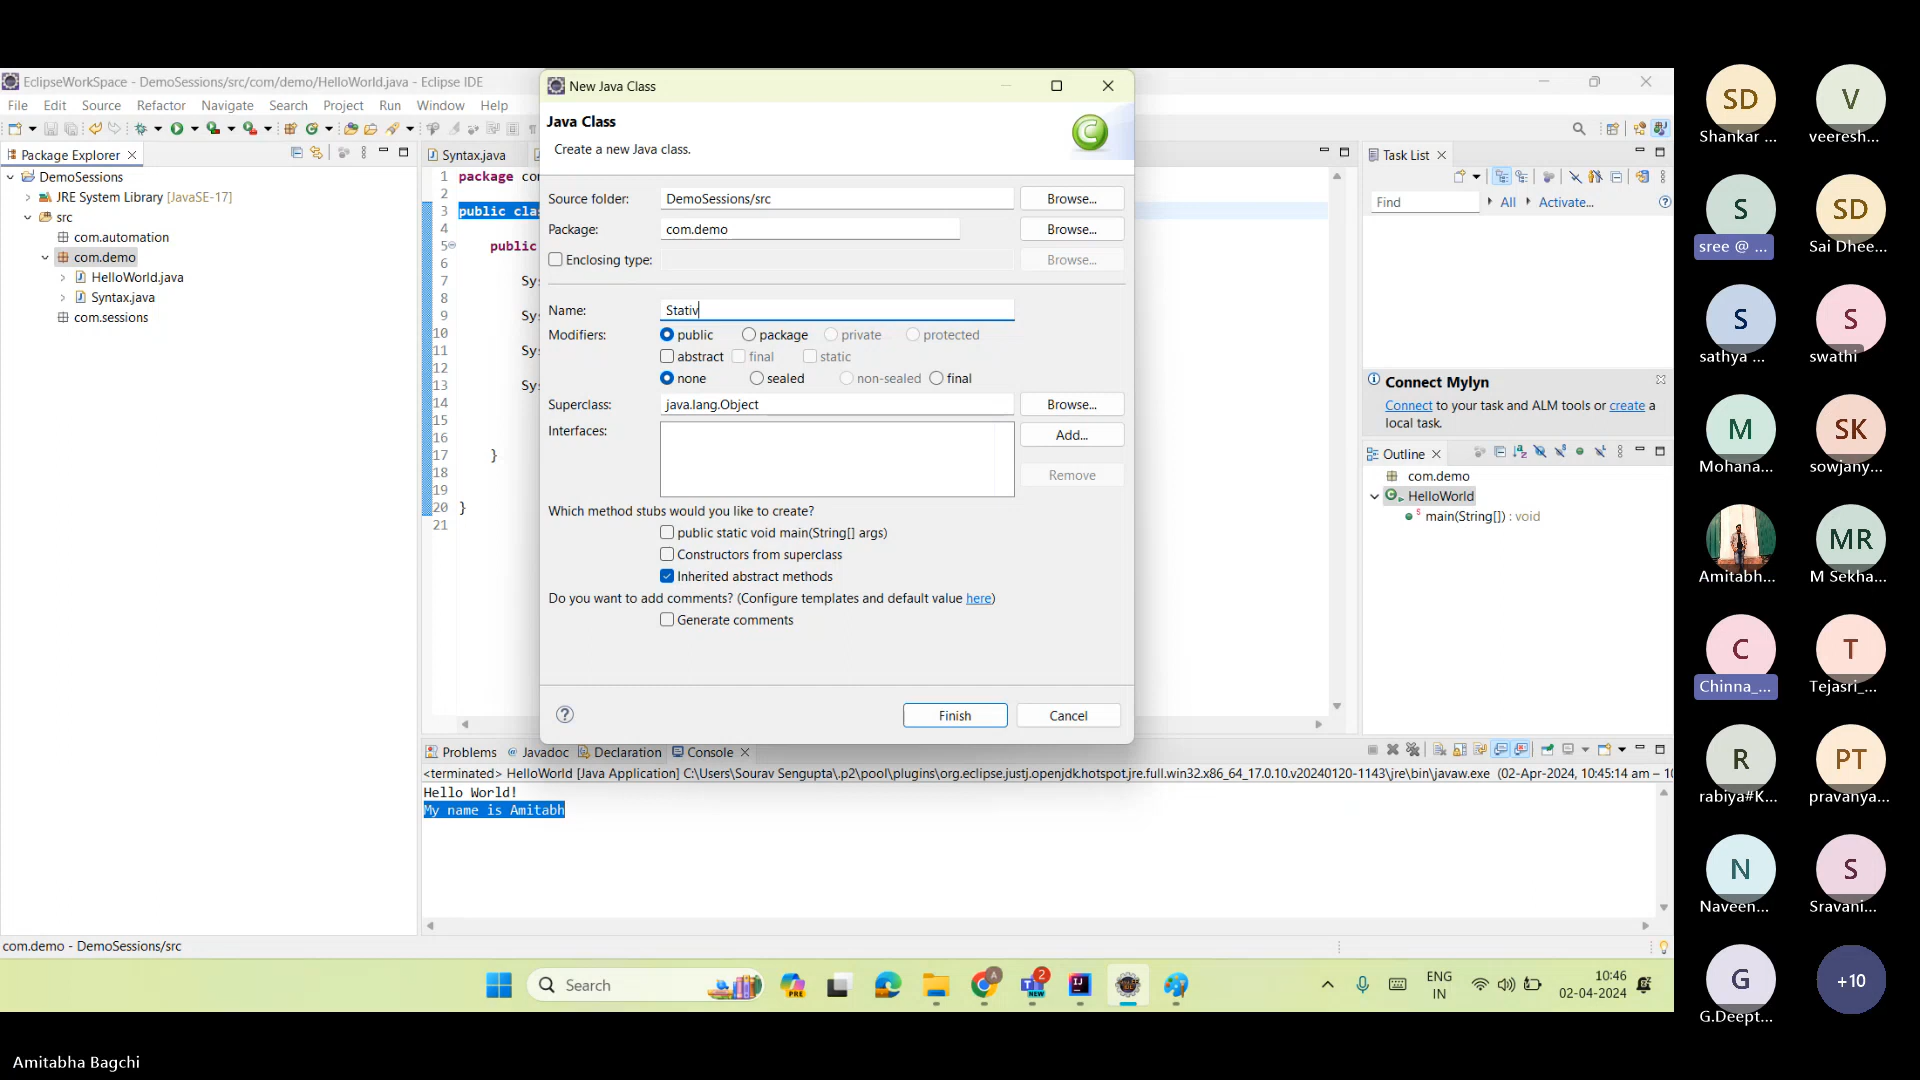 EclipseWorkSpace - DemoSessions/src/com/demo/HelloWorld.java - Eclipse IDE
File Edit Source Refactor Navigate Search Project Run Window Help
Package Explorer
DemoSessions
JRE System Library [JavaSE-17]
src
com.automation
com.demo
HelloWorld.java
Syntax.java
com.sessions
Syntax.java
1 package
2
3 public
4
5 public
6
7
8
9
10
11
12
13
14
15
16
17 }
18
19
20 }
21
New Java Class
Java Class
Create a new Java class.
Source folder: DemoSessions/src Browse...
Package: com.demo Browse...
Enclosing type: Browse...
Name: Stativ
Modifiers: public package private protected
abstract final static
none sealed non-sealed final
Superclass: java.lang.Object Browse...
Interfaces: Add...
Remove
Which method stubs would you like to create?
public static void main(String[] args)
Constructors from superclass
Inherited abstract methods
Do you want to add comments? (Configure templates and default value here)
Generate comments
? Finish Cancel
Task List
Find All Activate...
Connect Mylyn
Connect to your task and ALM tools or create a
local task.
Outline
com.demo
HelloWorld
main(String[]) : void
Problems @ Javadoc Declaration Console
<terminated> HelloWorld [Java Application] C:\Users\Sourav Sengupta\.p2\pool\plugins\org.eclipse.justj.openjdk.hotspot.jre.full.win32.x86_64_17.0.10.v20240120-1143\jre\bin\javaw.exe (02-Apr-2024, 10:45:14 am – 10
Hello World!
My name is Amitabh
com.demo - DemoSessions/src
Search
PRE
A
2
NEW
ENG
IN
10:46
02-04-2024
SD V
Shankar ... veeresh...
S SD
sree @ ... Sai Dhee...
S S
sathya ... swathi
M SK
Mohana... sowjany...
MR
Amitabh... M Sekha...
C T
Chinna_... Tejasri_...
R PT
rabiya#K... pravanya...
N S
Naveen... Sravani...
G +10
G.Deept...
Amitabha Bagchi